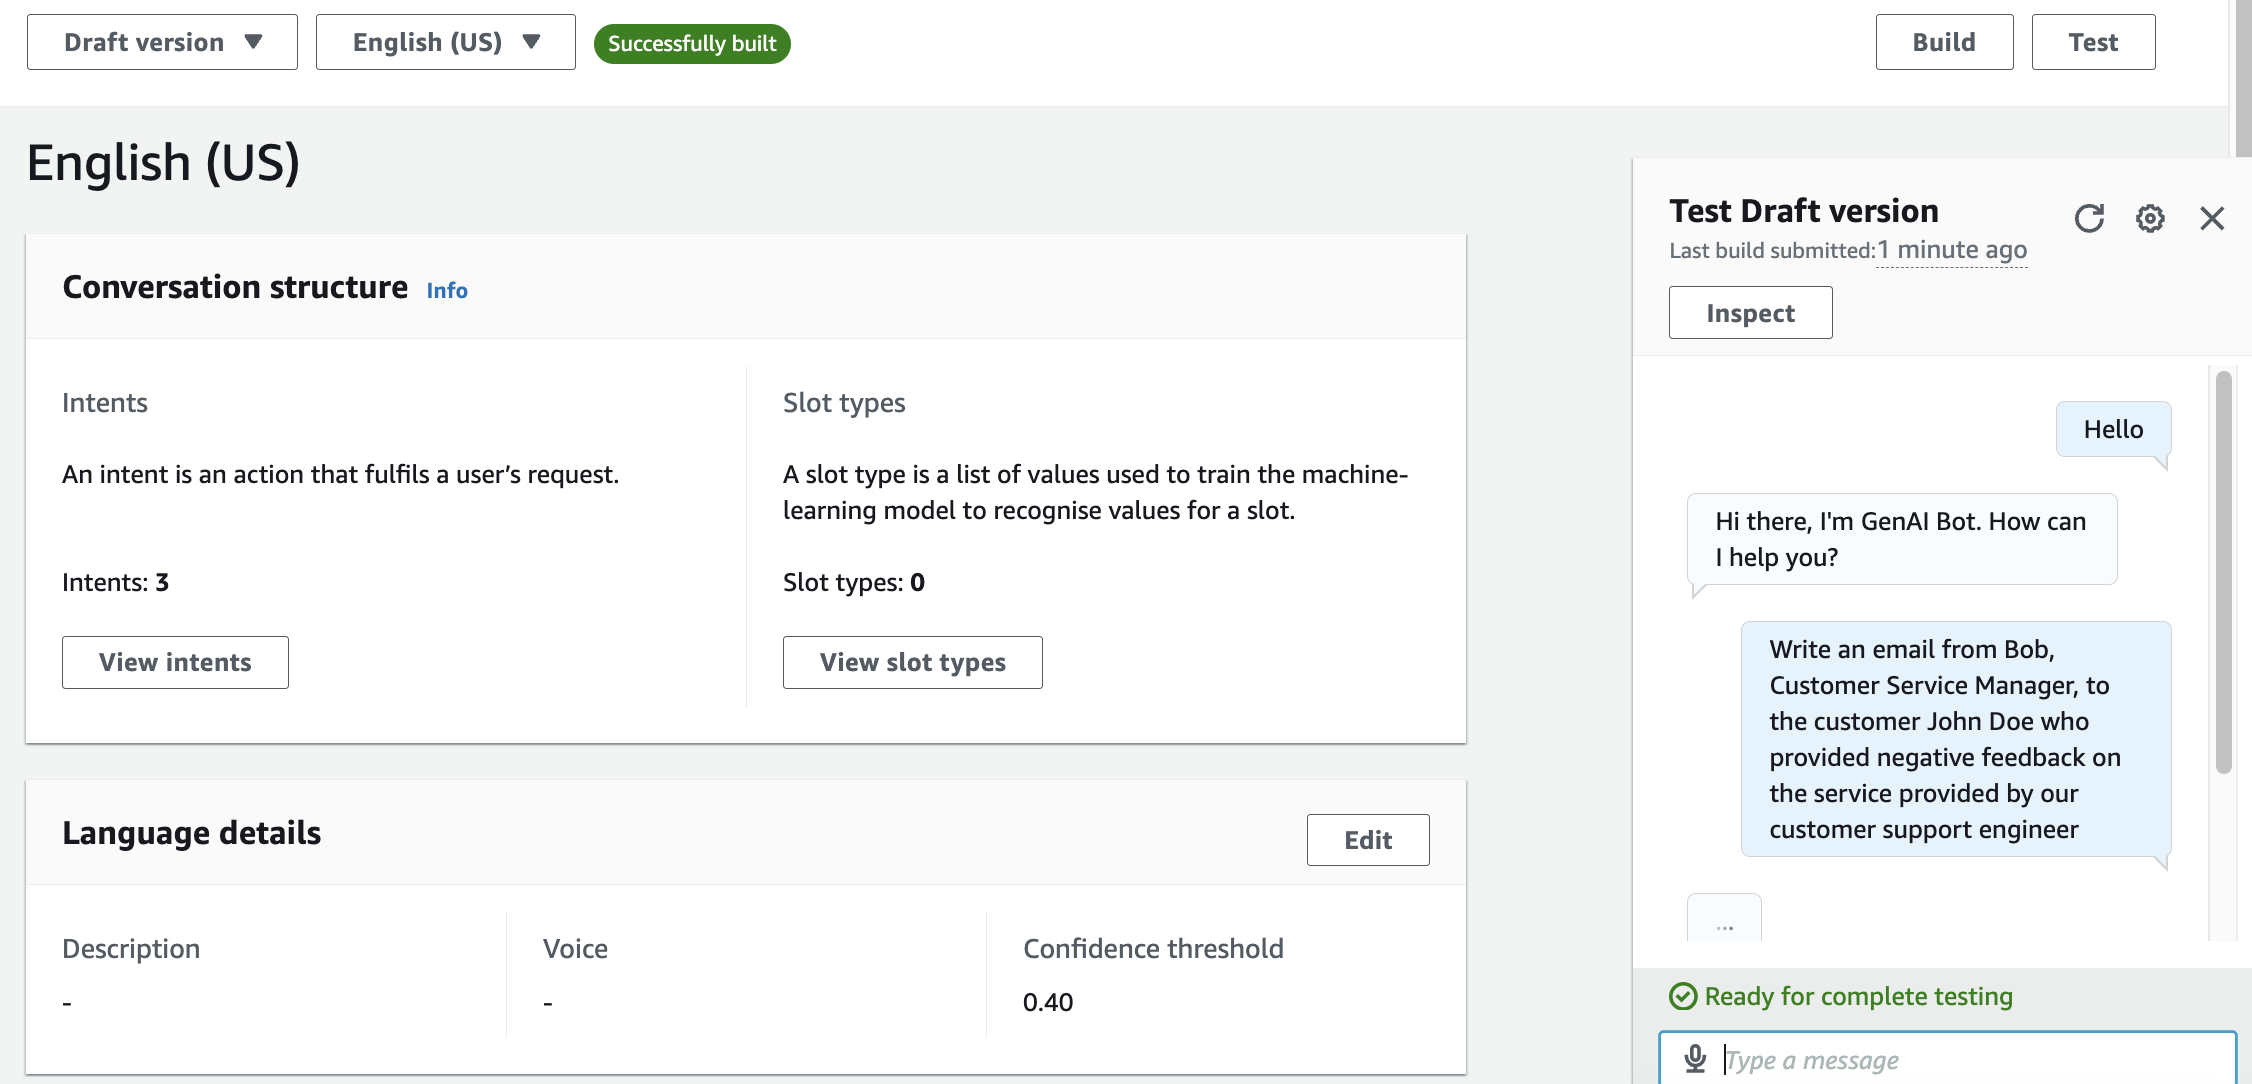 Draft version
English (US)
Successfully built
Build
Test
English (US)
Conversation structure Info
Intents
An intent is an action that fulfils a user’s request.
Intents: 3
View intents
Slot types
A slot type is a list of values used to train the machine-
learning model to recognise values for a slot.
Slot types: 0
View slot types
Language details
Edit
Description
-
Voice
-
Confidence threshold
0.40
Test Draft version
Last build submitted:1 minute ago
Inspect
Hello
Hi there, I'm GenAI Bot. How can
I help you?
Write an email from Bob,
Customer Service Manager, to
the customer John Doe who
provided negative feedback on
the service provided by our
customer support engineer
...
Ready for complete testing
Type a message